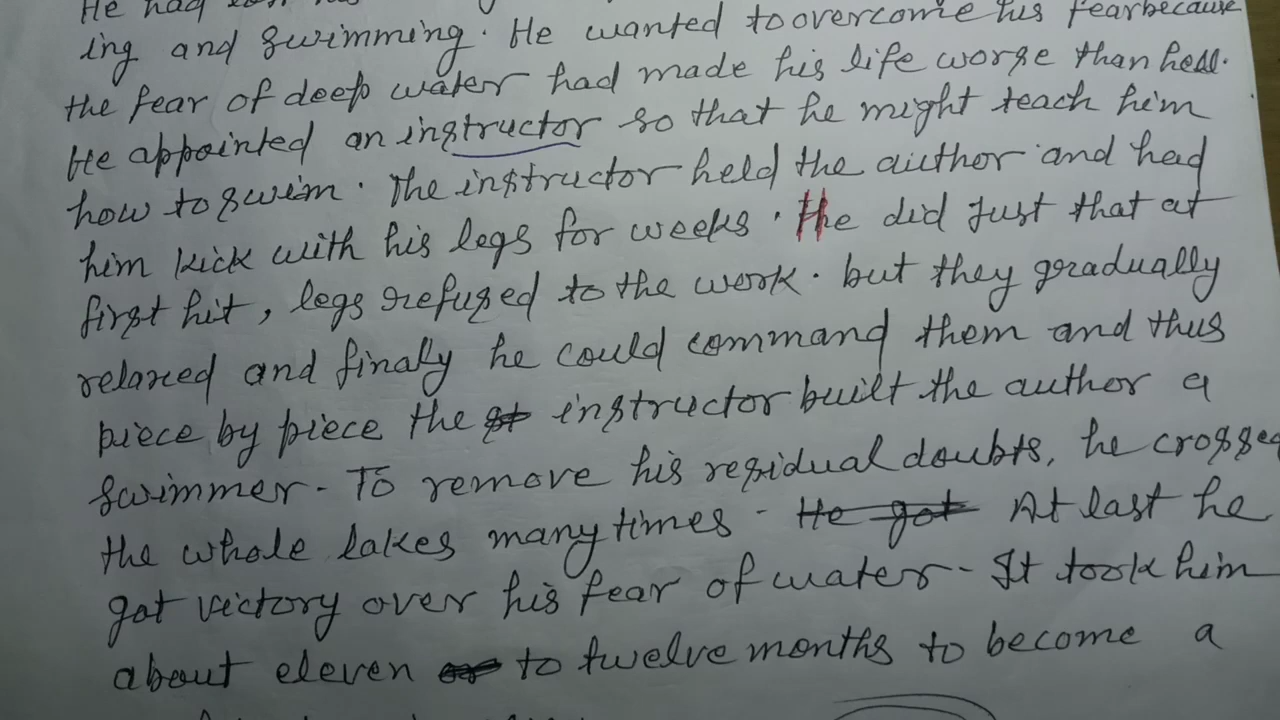 He had
ing and swimming. He wanted to overcome his fear because
the fear of deep water had made his life worse than hell.
He appointed an instructor so that he might teach him
how to swim. The instructor held the author and had
him kick with his legs for weeks. He did Just that at
first hit, legs refused to the work. but they gradually
relaxed and finaly he could command them and thus
piece by piece the instructor built the author a
swimmer - To remove his residual doubts, he crossed
the whole lakes many times - He got At last he
got victory over his fear of water - It took him
about eleven to twelve months to become a